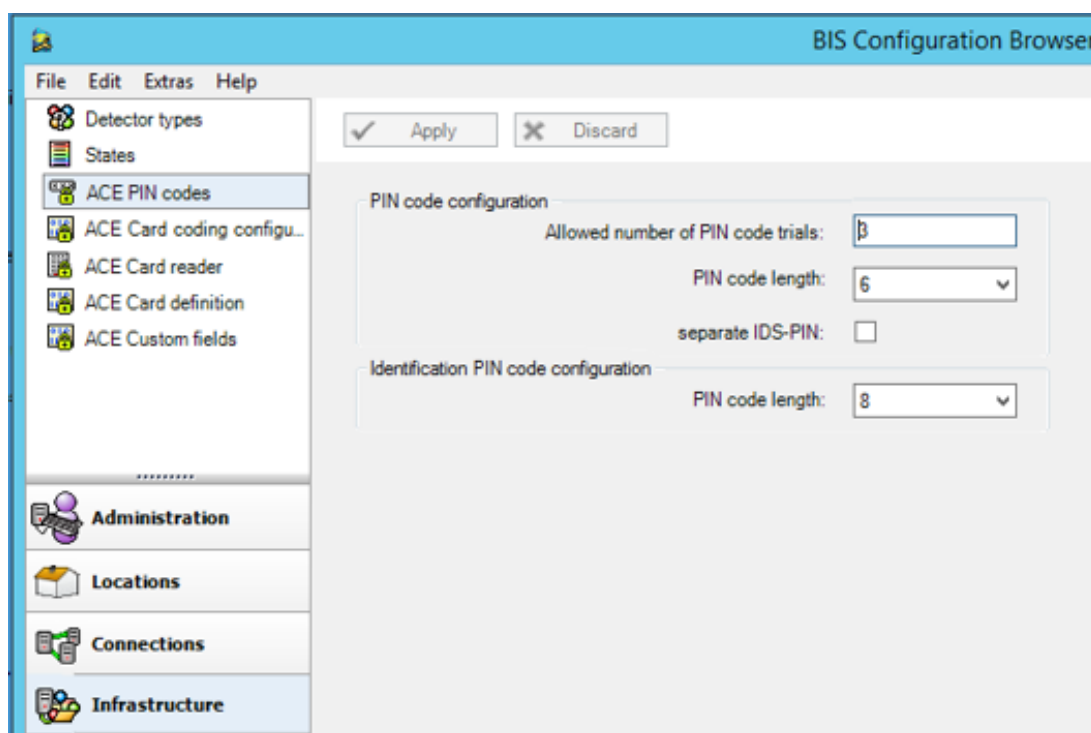 BIS Configuration Browser
File Edit Extras Help
Detector types
States
ACE PIN codes
ACE Card coding configu...
ACE Card reader
ACE Card definition
ACE Custom fields
Administration
Locations
Connections
Infrastructure
Apply Discard
PIN code configuration
Allowed number of PIN code trials: 3
PIN code length: 6
separate IDS-PIN:
Identification PIN code configuration
PIN code length: 8